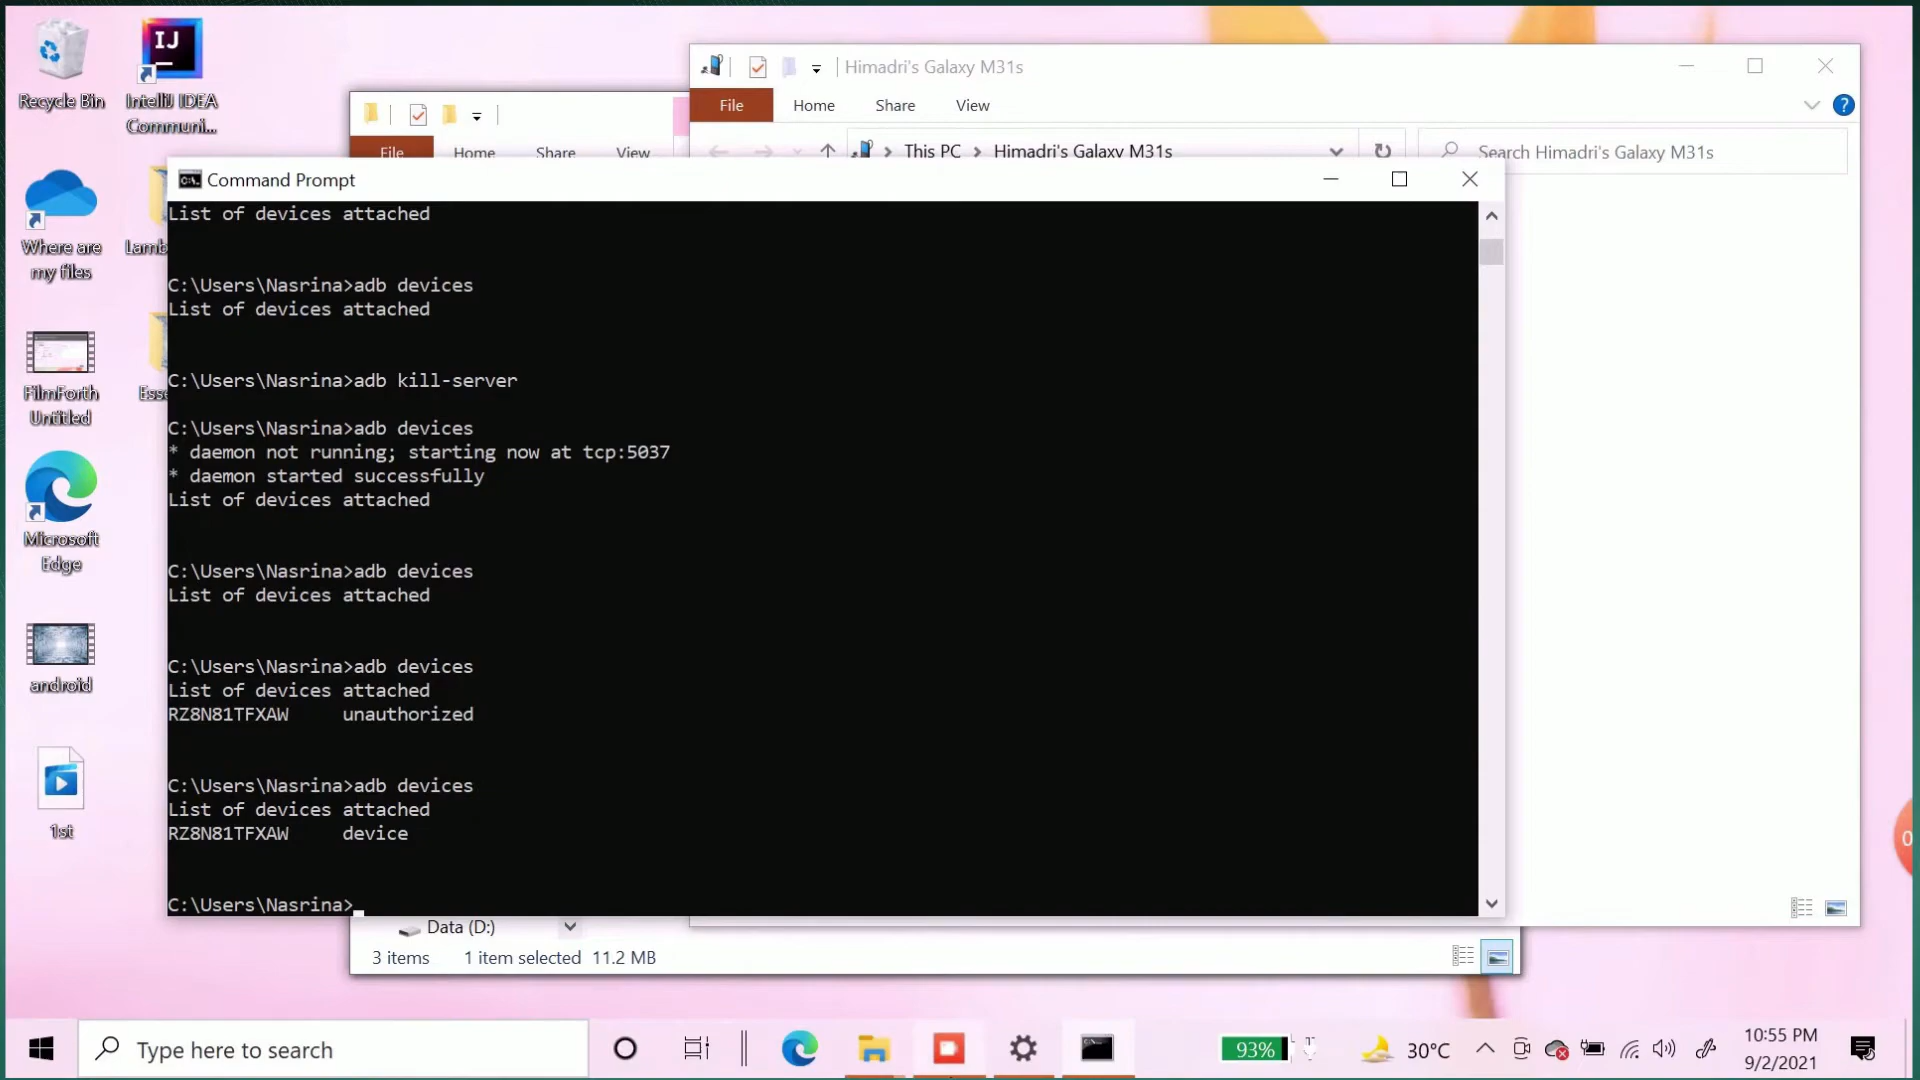 Recycle Bin
IntelliJ IDEA
Communi...
Where are
my files
Lamb
FilmForth
Untitled
Esse
Microsoft
Edge
android
1st
Himadri's Galaxy M31s
File
Home
Share
View
This PC
Himadri's Galaxy M31s
Search Himadri's Galaxy M31s
File
Home
Share
View
Command Prompt
List of devices attached
C:\Users\Nasrina>adb devices
List of devices attached
C:\Users\Nasrina>adb kill-server
C:\Users\Nasrina>adb devices
* daemon not running; starting now at tcp:5037
* daemon started successfully
List of devices attached
C:\Users\Nasrina>adb devices
List of devices attached
C:\Users\Nasrina>adb devices
List of devices attached
RZ8N81TFXAW     unauthorized
C:\Users\Nasrina>adb devices
List of devices attached
RZ8N81TFXAW     device
C:\Users\Nasrina>
Data (D:)
3 items
1 item selected 11.2 MB
Type here to search
93%
30°C
10:55 PM
9/2/2021